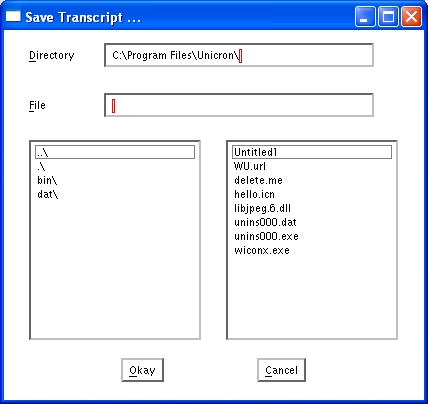 Save Transcript ...
Directory
C:\Program Files\Unicron\
File
..\
.\
bin\
dat\
Untitled1
WU.url
delete.me
hello.icn
libjpeg.6.dll
unins000.dat
unins000.exe
wiconx.exe
Okay
Cancel